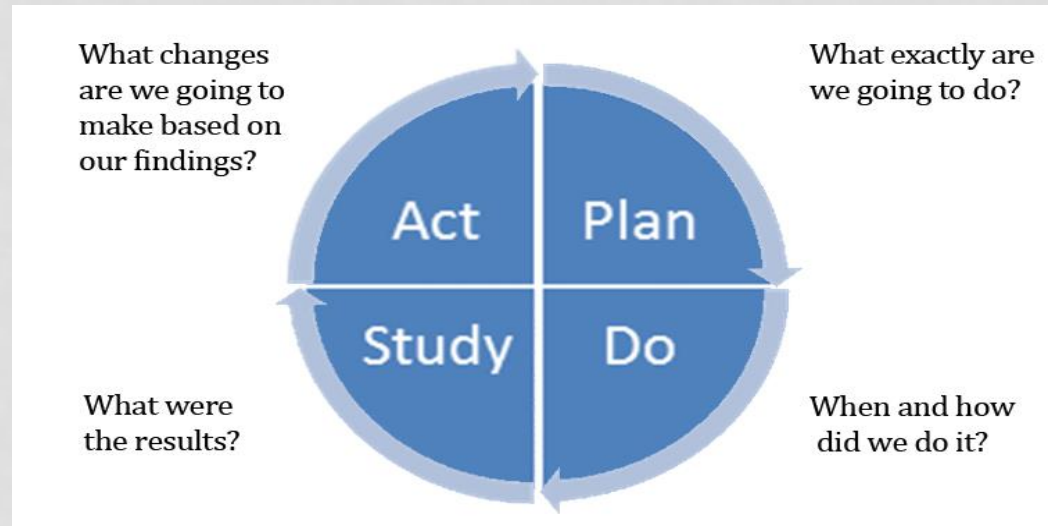 What changes
are we going to
make based on
our findings?
What exactly are
we going to do?
Act
Plan
Study
Do
What were
the results?
When and how
did we do it?